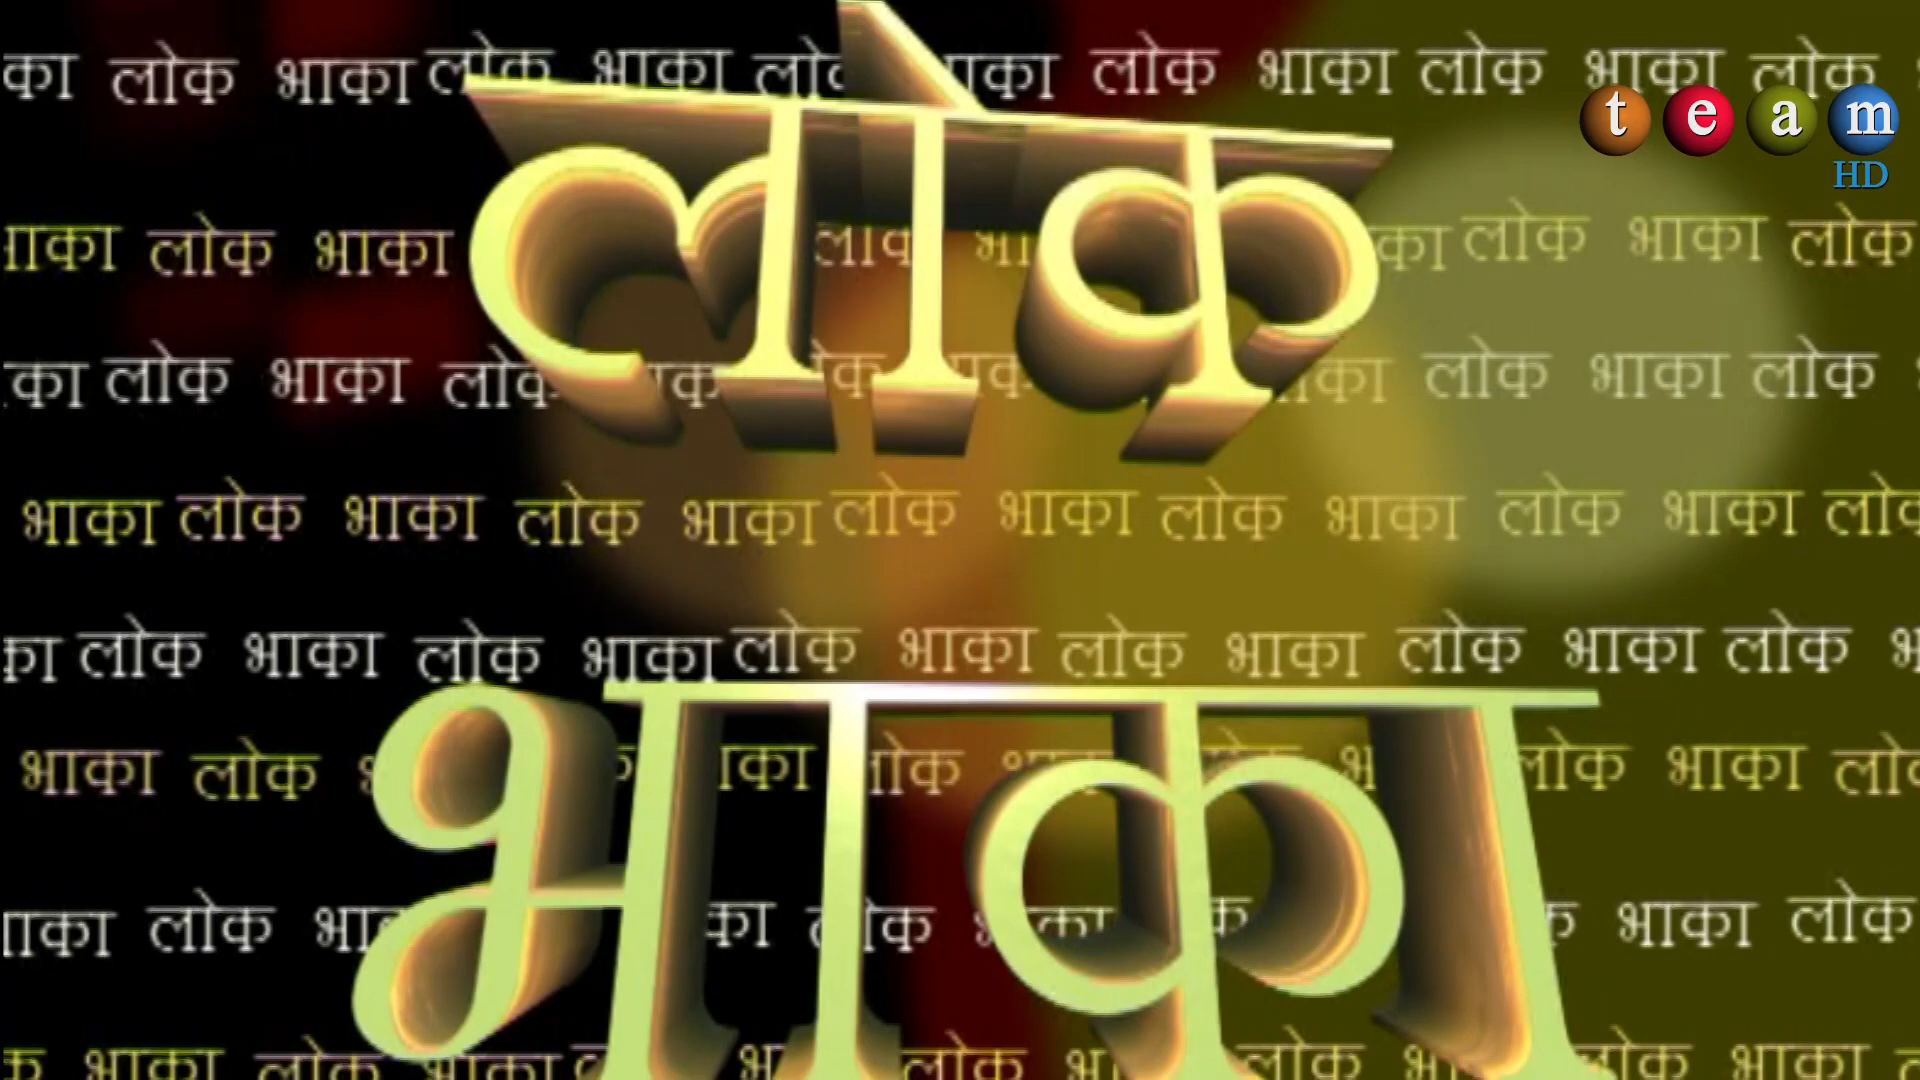 का लोक भाका लोक भाका लोक भाका लोक भाका लोक भाका लोक
team
HD
लोक
भाका लोक भाका लोक का लोक भाका लोक
का लोक भाका लोक भाका लोक भाका लोक
भाका लोक भाका लोक भाका लोक भाका लोक भाका लोक भाका लोक
का लोक भाका लोक भाका लोक भाका लोक भाका लोक भाका लोक
भाका
भाका लोक भाका लोक लोक भाका
भाका लोक का लोक भाका लोक
भाका लोक भाका लोक लोक लोक भाका